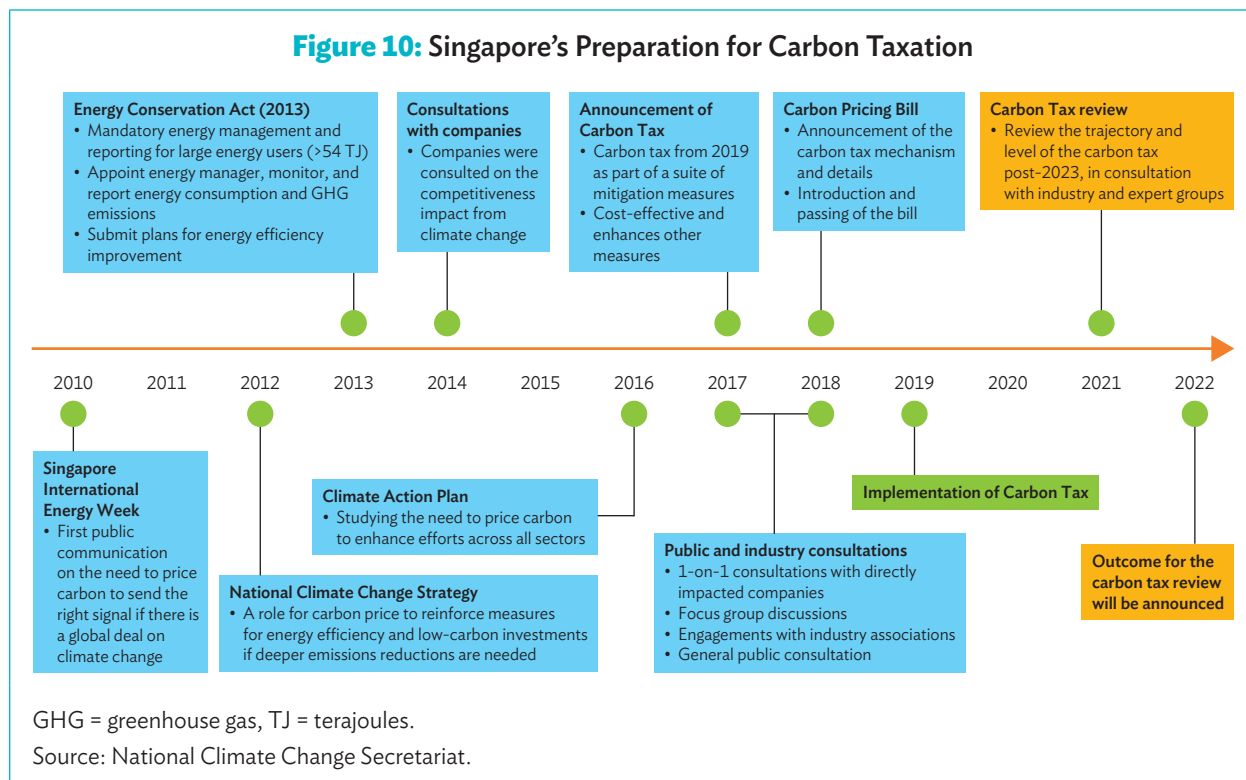 Figure 10: Singapore's Preparation for Carbon Taxation
Energy Conservation Act (2013)
• Mandatory energy management and
reporting for large energy users (>54 TJ)
• Appoint energy manager, monitor, and
report energy consumption and GHG
emissions
• Submit plans for energy efficiency
improvement
Consultations
with companies
• Companies were
consulted on the
competitiveness
impact from
climate change
Announcement of
Carbon Tax
• Carbon tax from 2019
as part of a suite of
mitigation measures
• Cost-effective and
enhances other
measures
Carbon Pricing Bill
• Announcement of the
carbon tax mechanism
and details
• Introduction and
passing of the bill
Carbon Tax review
• Review the trajectory and
level of the carbon tax
post-2023, in consultation
with industry and expert groups
2010 2011 2012 2013 2014 2015 2016 2017 2018 2019 2020 2021 2022
Singapore
International
Energy Week
• First public
communication
on the need to price
carbon to send the
right signal if there is
a global deal on
climate change
National Climate Change Strategy
• A role for carbon price to reinforce measures
for energy efficiency and low-carbon investments
if deeper emissions reductions are needed
Climate Action Plan
• Studying the need to price carbon
to enhance efforts across all sectors
Public and industry consultations
• 1-on-1 consultations with directly
impacted companies
• Focus group discussions
• Engagements with industry associations
• General public consultation
Implementation of Carbon Tax
Outcome for the
carbon tax review
will be announced
GHG = greenhouse gas, TJ = terajoules.
Source: National Climate Change Secretariat.